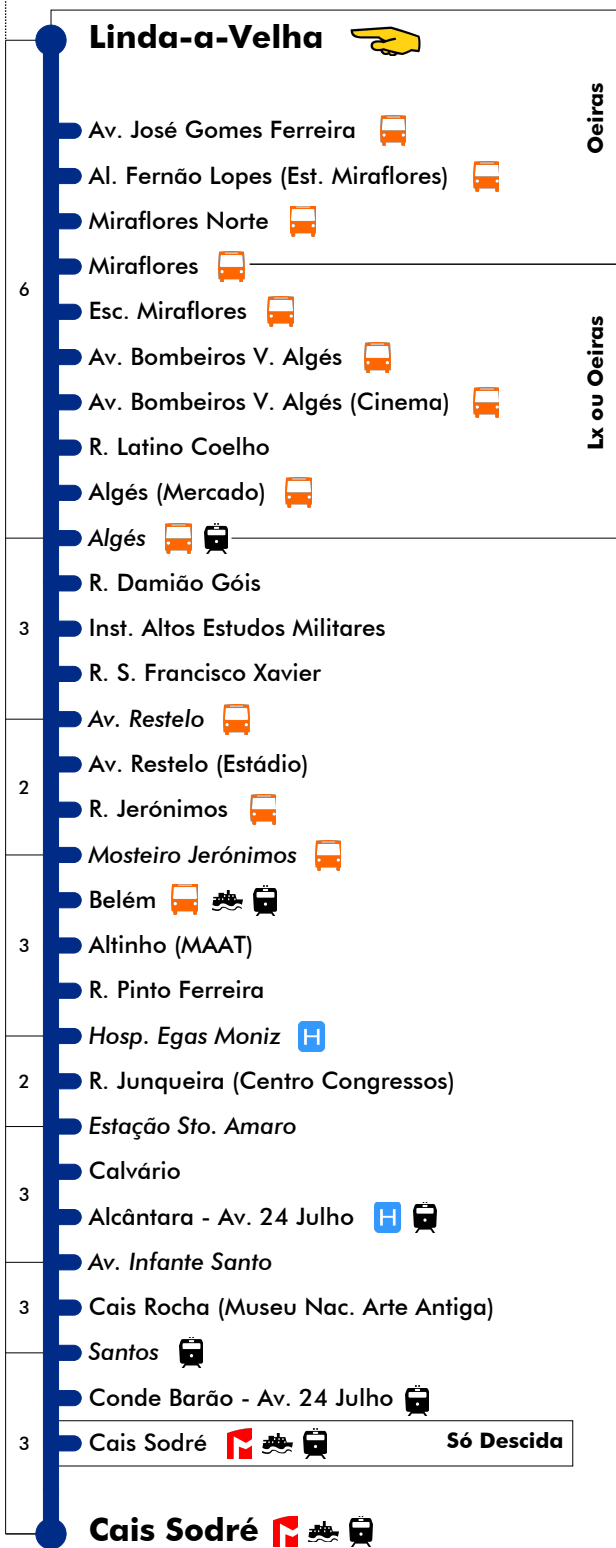 Linda-a-Velha
Oeiras
Av. José Gomes Ferreira
Al. Fernão Lopes (Est. Miraflores)
Miraflores Norte
Miraflores
6
Esc. Miraflores
Lx ou Oeiras
Av. Bombeiros V. Algés
Av. Bombeiros V. Algés (Cinema)
R. Latino Coelho
Algés (Mercado)
Algés
R. Damião Góis
3
Inst. Altos Estudos Militares
R. S. Francisco Xavier
Av. Restelo
Av. Restelo (Estádio)
2
R. Jerónimos
Mosteiro Jerónimos
Belém
3
Altinho (MAAT)
R. Pinto Ferreira
Hosp. Egas Moniz H
2
R. Junqueira (Centro Congressos)
Estação Sto. Amaro
Calvário
3
Alcântara - Av. 24 Julho H
Av. Infante Santo
3
Cais Rocha (Museu Nac. Arte Antiga)
Santos
Conde Barão - Av. 24 Julho
3
Cais Sodré Só Descida
Cais Sodré